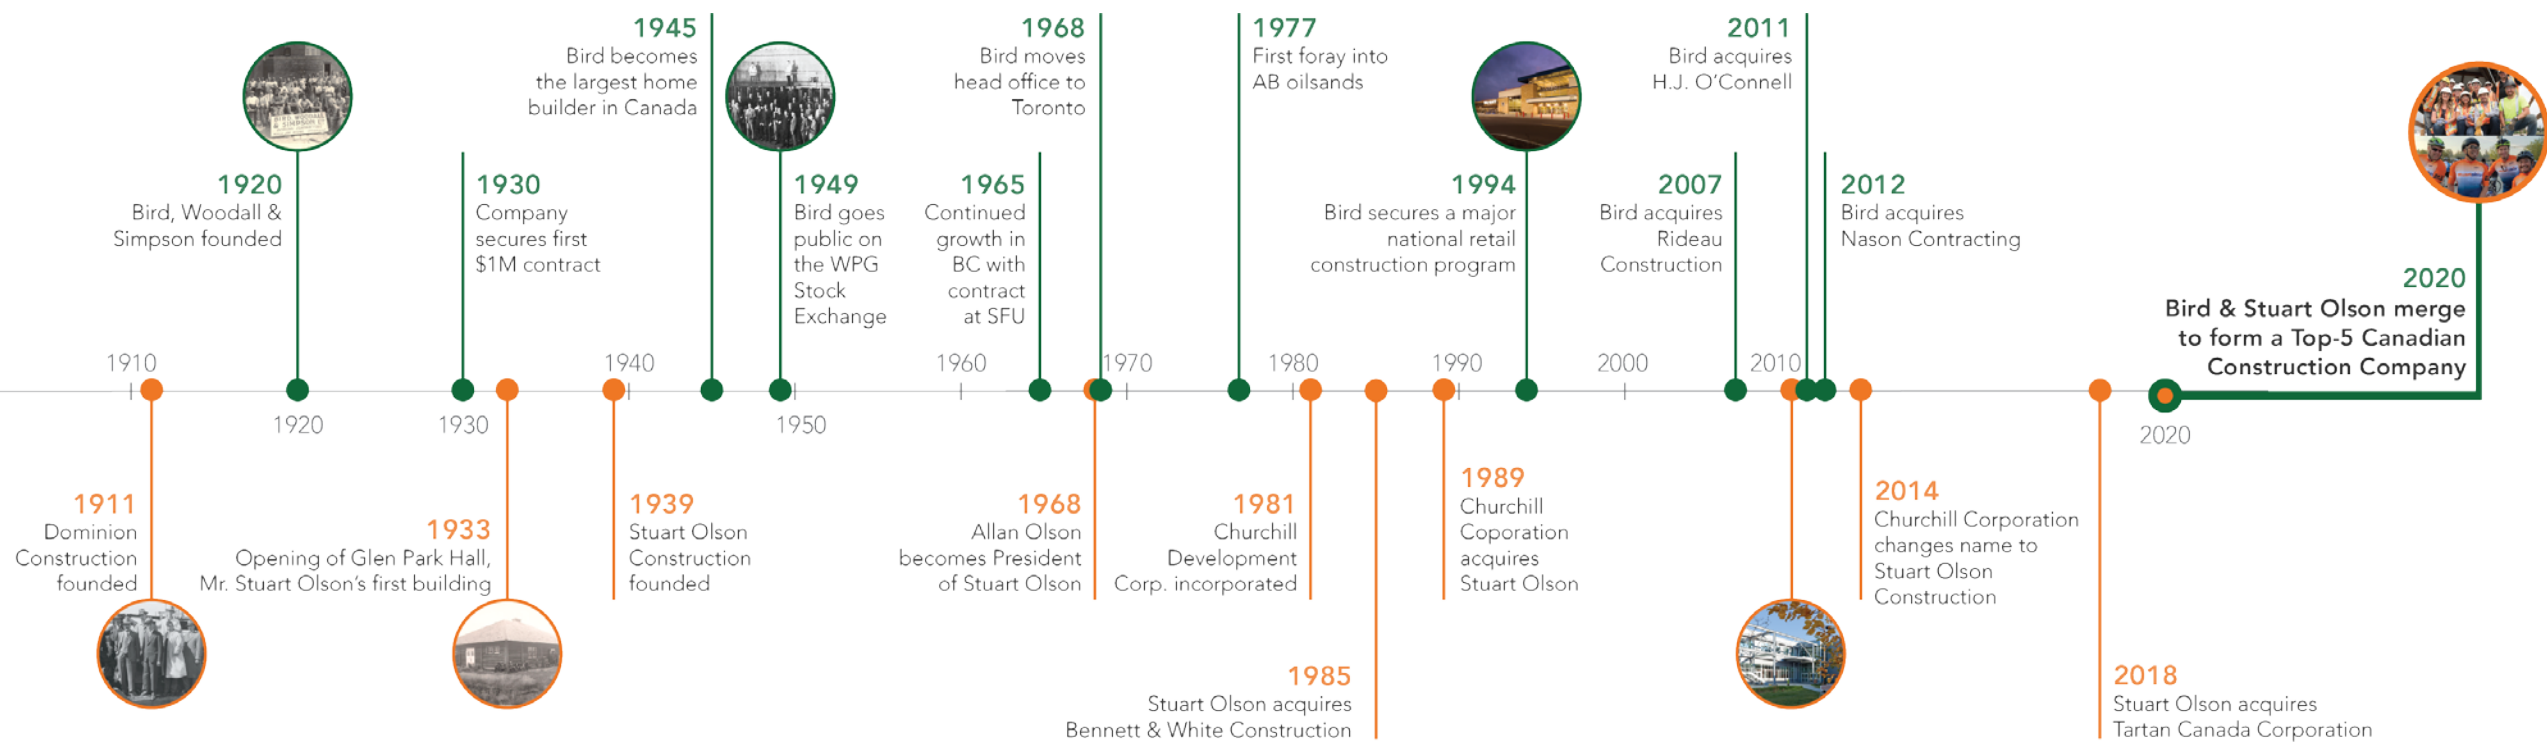 1945
Bird becomes
the largest home
builder in Canada
1968
Bird moves
head office to
Toronto
1977
First foray into
AB oilsands
2011
Bird acquires
H.J. O'Connell
BIRD, WOODALL
& SIMPSON
1920
Bird, Woodall &
Simpson founded
1930
Company
secures first
$1M contract
1949
Bird goes
public on
the WPG
Stock
Exchange
1965
Continued
growth in
BC with
contract
at SFU
1994
Bird secures a major
national retail
construction program
2007
Bird acquires
Rideau
Construction
2012
Bird acquires
Nason Contracting
2020
Bird & Stuart Olson merge
to form a Top-5 Canadian
Construction Company
1910
1940
1960
1970
1980
1990
2000
2010
1920
1930
1950
2020
1911
Dominion
Construction
founded
1933
Opening of Glen Park Hall,
Mr. Stuart Olson's first building
1939
Stuart Olson
Construction
founded
1968
Allan Olson
becomes President
of Stuart Olson
1981
Churchill
Development
Corp. incorporated
1989
Churchill
Coporation
acquires
Stuart Olson
2014
Churchill Corporation
changes name to
Stuart Olson
Construction
1985
Stuart Olson acquires
Bennett & White Construction
2018
Stuart Olson acquires
Tartan Canada Corporation